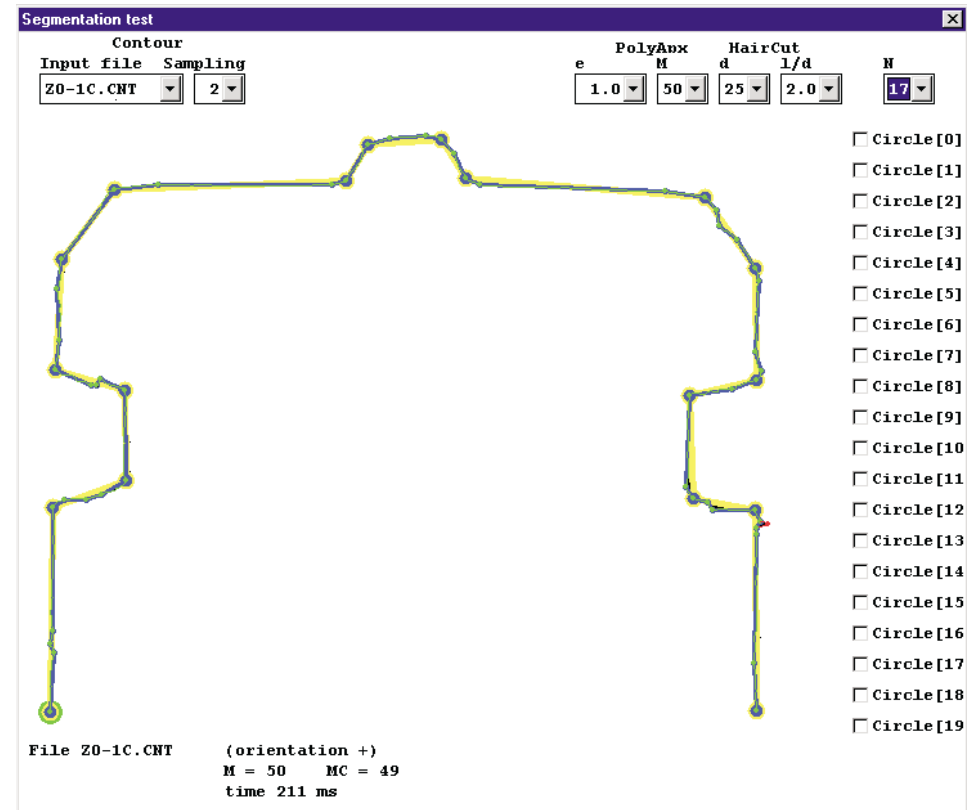 Segmentation test
Contour
PolyApx HairCut
Input file Sampling e M d l/d N
Z0-1C.CNT 2 1.0 50 25 2.0 17
Circle[0]
Circle[1]
Circle[2]
Circle[3]
Circle[4]
Circle[5]
Circle[6]
Circle[7]
Circle[8]
Circle[9]
Circle[10
Circle[11
Circle[12
Circle[13
Circle[14
Circle[15
Circle[16
Circle[17
Circle[18
Circle[19
File Z0-1C.CNT (orientation +)
M = 50 MC = 49
time 211 ms